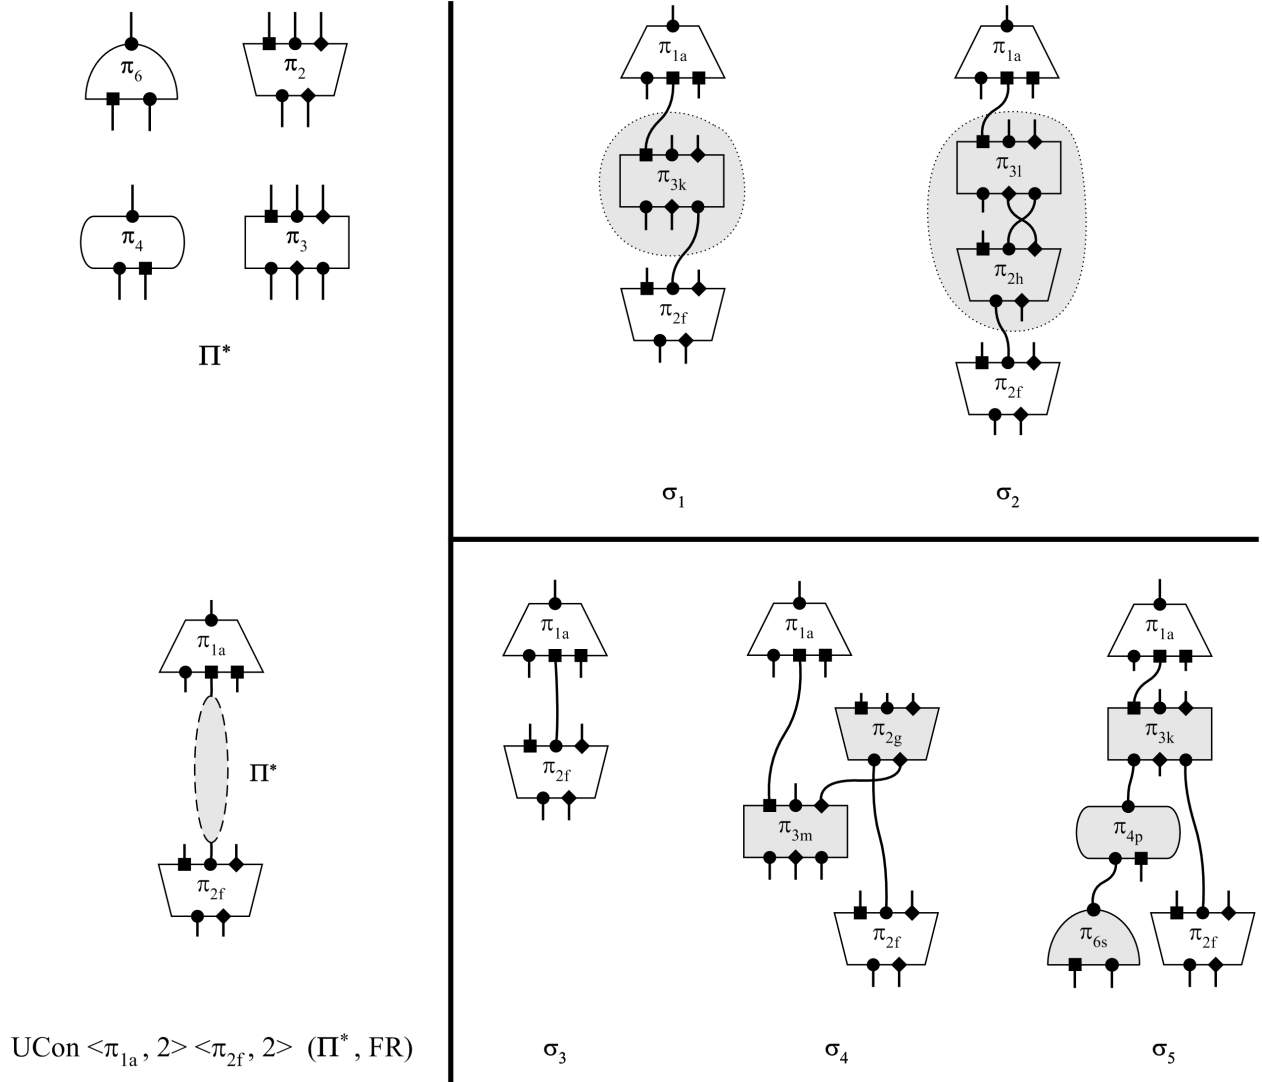 π₆
π₂
π₄
π₃
Π*
π₁ₐ
Π*
π₂f
UCon <π₁ₐ, 2> <π₂f, 2> (Π*, FR)
π₁ₐ
π₃ₖ
π₂f
σ₁
π₁ₐ
π₃ₗ
π₂ₕ
π₂f
σ₂
π₁ₐ
π₂f
σ₃
π₁ₐ
π₂g
π₃ₘ
π₂f
σ₄
π₁ₐ
π₃ₖ
π₄ₚ
π₆ₛ
π₂f
σ₅